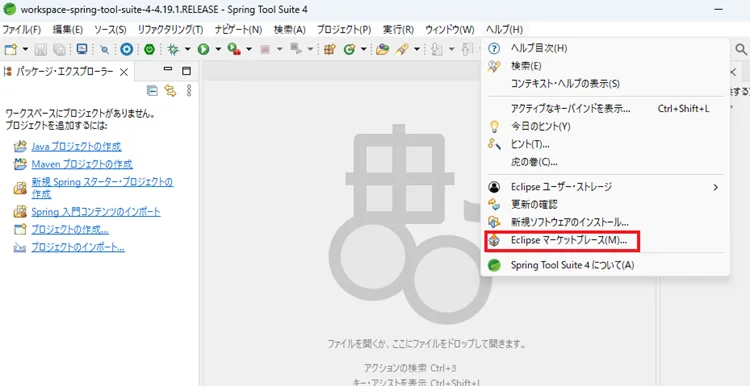 workspace-spring-tool-suite-4-4.19.1.RELEASE - Spring Tool Suite 4
ファイル(F) 編集(E) ソース(S) リファクタリング(T) ナビゲート(N) 検索(A) プロジェクト(P) 実行(R) ウィンドウ(W) ヘルプ(H)
パッケージ・エクスプローラー
ワークスペースにプロジェクトがありません。
プロジェクトを追加するには:
Java プロジェクトの作成
Maven プロジェクトの作成
新規 Spring スターター・プロジェクトの
作成
Spring 入門コンテンツのインポート
プロジェクトの作成...
プロジェクトのインポート...
ファイルを開くか、ここにファイルをドロップして開きます。
アクションの検索 Ctrl+3
キー・アシストを表示 Ctrl+Shift+L
ヘルプ目次(H)
検索(E)
コンテキスト・ヘルプの表示(S)
アクティブなキーバインドを表示... Ctrl+Shift+L
今日のヒント(Y)
ヒント(T)...
虎の巻(C)...
Eclipse ユーザー・ストレージ
更新の確認
新規ソフトウェアのインストール...
Eclipse マーケットプレース(M)...
Spring Tool Suite 4 について(A)